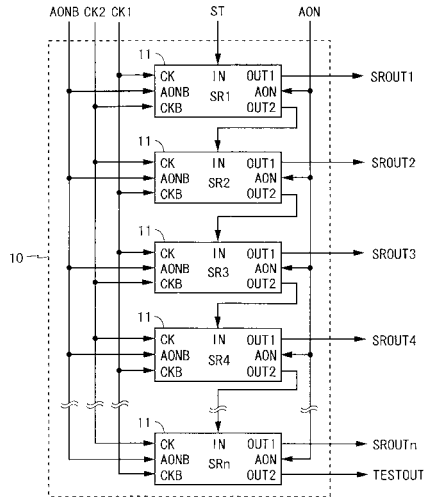 AONB CK2 CK1 ST AON
11
CK IN OUT1 SROUT1
AONB AON
SR1
CKB OUT2
11
CK IN OUT1 SROUT2
AONB AON
SR2
CKB OUT2
11
CK IN OUT1 SROUT3
10
AONB AON
SR3
CKB OUT2
11
CK IN OUT1 SROUT4
AONB AON
SR4
CKB OUT2
11
CK IN OUT1 SROUTn
AONB AON
SRn
CKB OUT2 TESTOUT